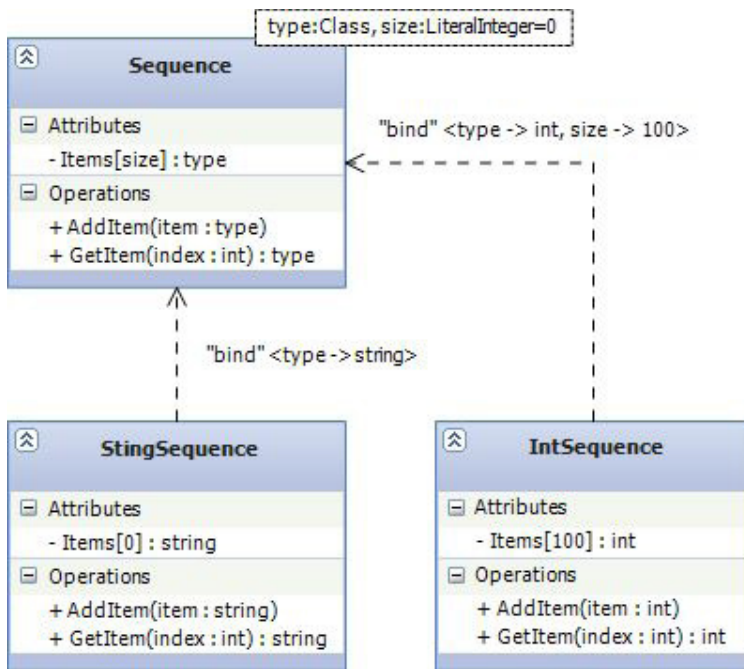 type:Class, size:LiteralInteger=0
Sequence
Attributes
- Items[size] : type
Operations
+ AddItem(item : type)
+ GetItem(index : int) : type
"bind" <type -> int, size -> 100>
"bind" <type -> string>
StingSequence
Attributes
- Items[0] : string
Operations
+ AddItem(item : string)
+ GetItem(index : int) : string
IntSequence
Attributes
- Items[100] : int
Operations
+ AddItem(item : int)
+ GetItem(index : int) : int